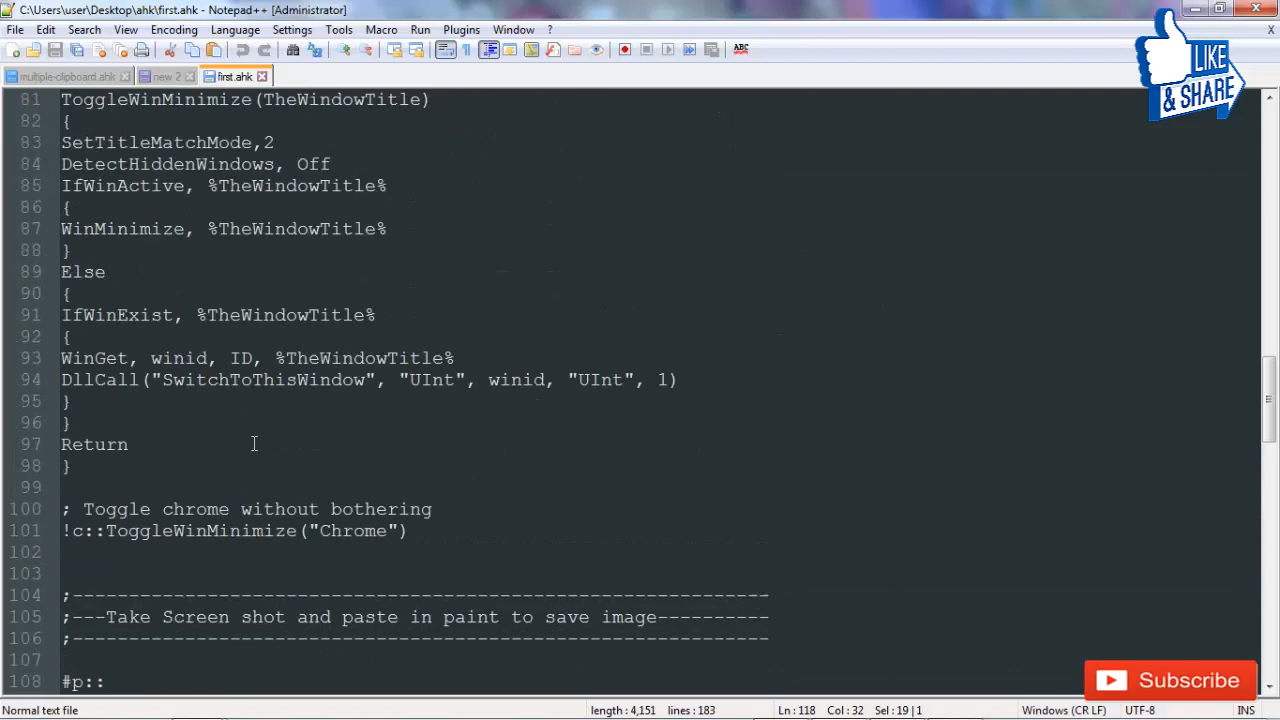 C:\Users\user\Desktop\ahk\first.ahk - Notepad++ [Administrator]
File Edit Search View Encoding Language Settings Tools Macro Run Plugins Window ? X
multiple-clipboard.ahk new 2 first.ahk
LIKE
& SHARE
81 ToggleWinMinimize(TheWindowTitle)
82 {
83 SetTitleMatchMode,2
84 DetectHiddenWindows, Off
85 IfWinActive, %TheWindowTitle%
86 {
87 WinMinimize, %TheWindowTitle%
88 }
89 Else
90 {
91 IfWinExist, %TheWindowTitle%
92 {
93 WinGet, winid, ID, %TheWindowTitle%
94 DllCall("SwitchToThisWindow", "UInt", winid, "UInt", 1)
95 }
96 }
97 Return
98 }
99
100 ; Toggle chrome without bothering
101 !c::ToggleWinMinimize("Chrome")
102
103
104 ;--------------------------------------------------------------
105 ;---Take Screen shot and paste in paint to save image----------
106 ;--------------------------------------------------------------
107
108 #p::
Subscribe
Normal text file length : 4,151 lines : 183 Ln : 118 Col : 32 Sel : 19 | 1 Windows (CR LF) UTF-8 INS